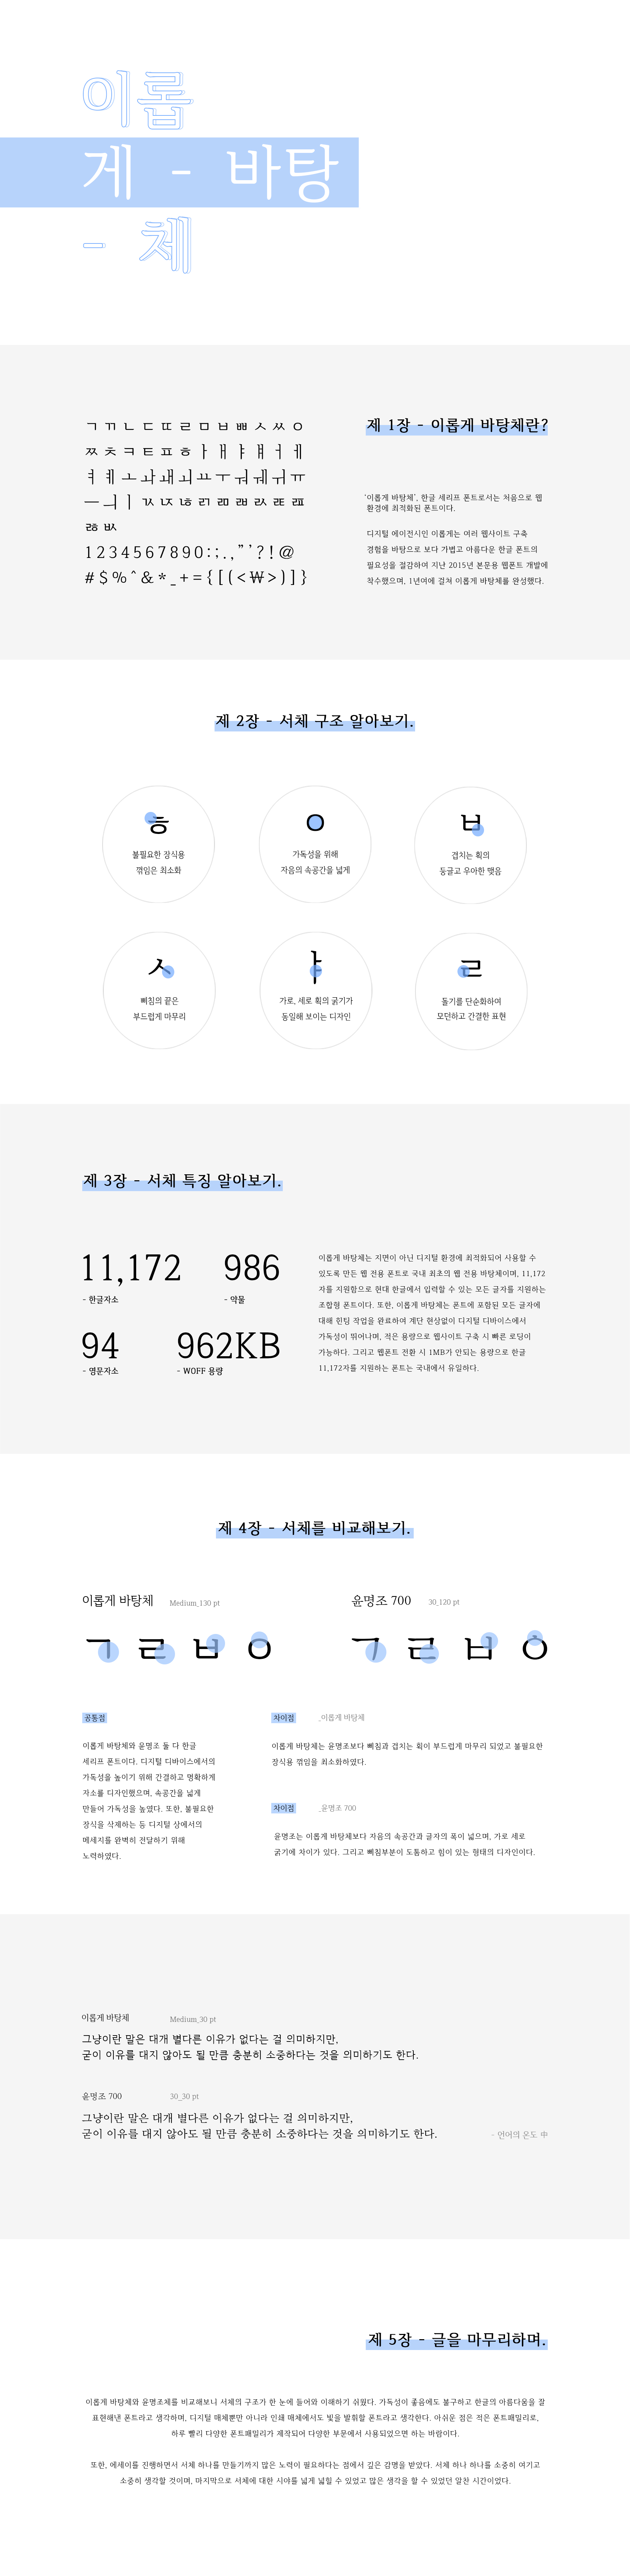 이롭
게 - 바탕
- 체
ㄱ ㄲ ㄴ ㄷ ㄸ ㄹ ㅁ ㅂ ㅃ ㅅ ㅆ ㅇ
ㅉ ㅊ ㅋ ㅌ ㅍ ㅎ ㅏ ㅐ ㅑ ㅒ ㅓ ㅔ
ㅕ ㅖ ㅗ ㅘ ㅙ ㅚ ㅛ ㅜ ㅝ ㅞ ㅟ ㅠ
ㅡ ㅢ ㅣ ㄳ ㄵ ㄶ ㄺ ㄻ ㄼ ㄽ ㄾ ㄿ
ㅀ ㅄ
1 2 3 4 5 6 7 8 9 0 : ; . , ” ’ ? ! @
# $ % ^ & * _ + = { [ ( < ₩ > ) ] }
제 1장 - 이롭게 바탕체란?
‘이롭게 바탕체’, 한글 세리프 폰트로서는 처음으로 웹
환경에 최적화된 폰트이다.
디지털 에이전시인 이롭게는 여러 웹사이트 구축
경험을 바탕으로 보다 가볍고 아름다운 한글 폰트의
필요성을 절감하여 지난 2015년 본문용 웹폰트 개발에
착수했으며, 1년여에 걸쳐 이롭게 바탕체를 완성했다.
제 2장 - 서체 구조 알아보기.
능
불필요한 장식용
꺾임은 최소화
ㅇ
가독성을 위해
자음의 속공간을 넓게
ㅂ
겹치는 획의
둥글고 우아한 맺음
ㅅ
삐침의 끝은
부드럽게 마무리
ㅏ
가로, 세로 획의 굵기가
동일해 보이는 디자인
ㄹ
돌기를 단순화하여
모던하고 간결한 표현
제 3장 - 서체 특징 알아보기.
11,172
- 한글자소
986
- 약물
94
- 영문자소
962KB
- WOFF 용량
이롭게 바탕체는 지면이 아닌 디지털 환경에 최적화되어 사용할 수
있도록 만든 웹 전용 폰트로 국내 최초의 웹 전용 바탕체이며, 11,172
자를 지원함으로 현대 한글에서 입력할 수 있는 모든 글자를 지원하는
조합형 폰트이다. 또한, 이롭게 바탕체는 폰트에 포함된 모든 글자에
대해 힌팅 작업을 완료하여 계단 현상없이 디지털 디바이스에서
가독성이 뛰어나며, 적은 용량으로 웹사이트 구축 시 빠른 로딩이
가능하다. 그리고 웹폰트 전환 시 1MB가 안되는 용량으로 한글
11,172자를 지원하는 폰트는 국내에서 유일하다.
제 4장 - 서체를 비교해보기.
이롭게 바탕체 Medium_130 pt
ㄱ ㄹ ㅂ ㅇ
윤명조 700 30_120 pt
ㄱ ㄹ ㅂ ㅇ
공통점
이롭게 바탕체와 윤명조 둘 다 한글
세리프 폰트이다. 디지털 디바이스에서의
가독성을 높이기 위해 간결하고 명확하게
자소를 디자인했으며, 속공간을 넓게
만들어 가독성을 높였다. 또한, 불필요한
장식을 삭제하는 등 디지털 상에서의
메세지를 완벽히 전달하기 위해
노력하였다.
차이점 _이롭게 바탕체
이롭게 바탕체는 윤명조보다 삐침과 겹치는 획이 부드럽게 마무리 되었고 불필요한
장식용 꺾임을 최소화하였다.
차이점 _윤명조 700
윤명조는 이롭게 바탕체보다 자음의 속공간과 글자의 폭이 넓으며, 가로 세로
굵기에 차이가 있다. 그리고 삐침부분이 도톰하고 힘이 있는 형태의 디자인이다.
이롭게 바탕체 Medium_30 pt
그냥이란 말은 대개 별다른 이유가 없다는 걸 의미하지만,
굳이 이유를 대지 않아도 될 만큼 충분히 소중하다는 것을 의미하기도 한다.
윤명조 700 30_30 pt
그냥이란 말은 대개 별다른 이유가 없다는 걸 의미하지만,
굳이 이유를 대지 않아도 될 만큼 충분히 소중하다는 것을 의미하기도 한다.
- 언어의 온도 中
제 5장 - 글을 마무리하며.
이롭게 바탕체와 윤명조체를 비교해보니 서체의 구조가 한 눈에 들어와 이해하기 쉬웠다. 가독성이 좋음에도 불구하고 한글의 아름다움을 잘
표현해낸 폰트라고 생각하며, 디지털 매체뿐만 아니라 인쇄 매체에서도 빛을 발휘할 폰트라고 생각한다. 아쉬운 점은 적은 폰트패밀리로,
하루 빨리 다양한 폰트패밀리가 제작되어 다양한 부문에서 사용되었으면 하는 바람이다.
또한, 에세이를 진행하면서 서체 하나를 만들기까지 많은 노력이 필요하다는 점에서 깊은 감명을 받았다. 서체 하나 하나를 소중히 여기고
소중히 생각할 것이며, 마지막으로 서체에 대한 시야를 넓게 넓힐 수 있었고 많은 생각을 할 수 있었던 알찬 시간이었다.